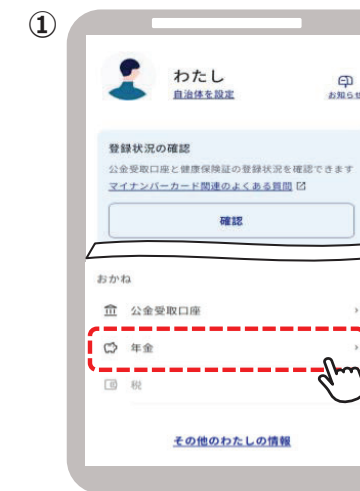 ①
わたし
自治体を設定
お知らせ
登録状況の確認
公金受取口座と健康保険証の登録状況を確認できます
マイナンバーカード関連のよくある質問
確認
おかね
公金受取口座
年金
税
その他のわたしの情報